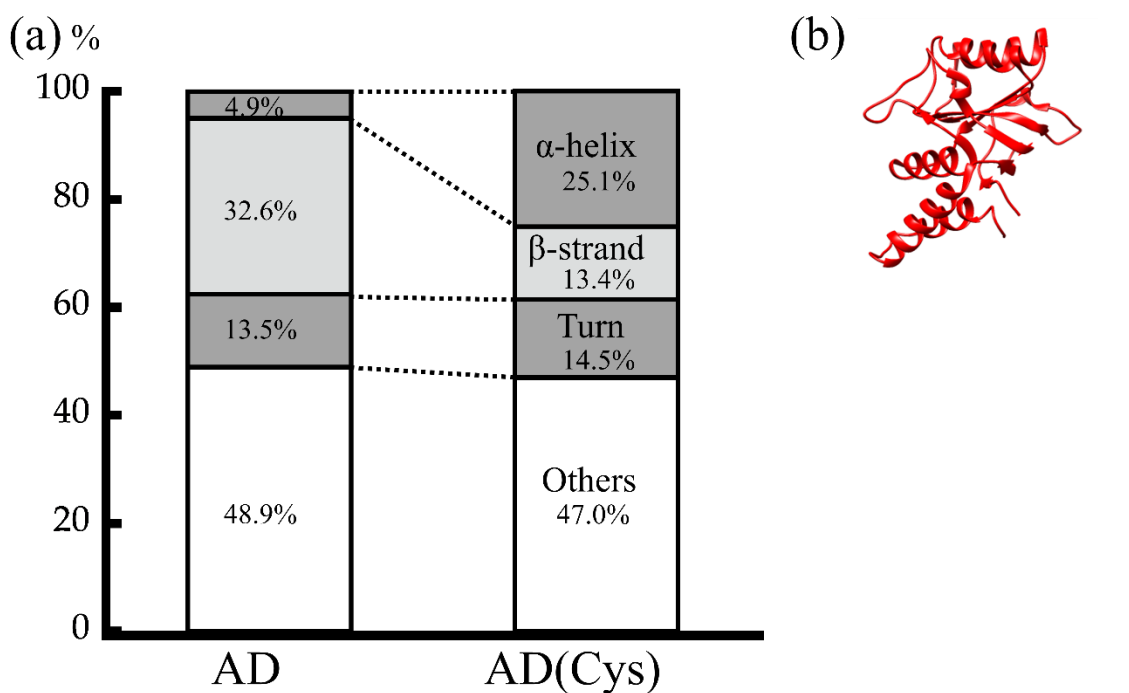 (a) %
(b)
100
80
60
40
20
0
4.9%
32.6%
13.5%
48.9%
α-helix
25.1%
β-strand
13.4%
Turn
14.5%
Others
47.0%
AD
AD(Cys)